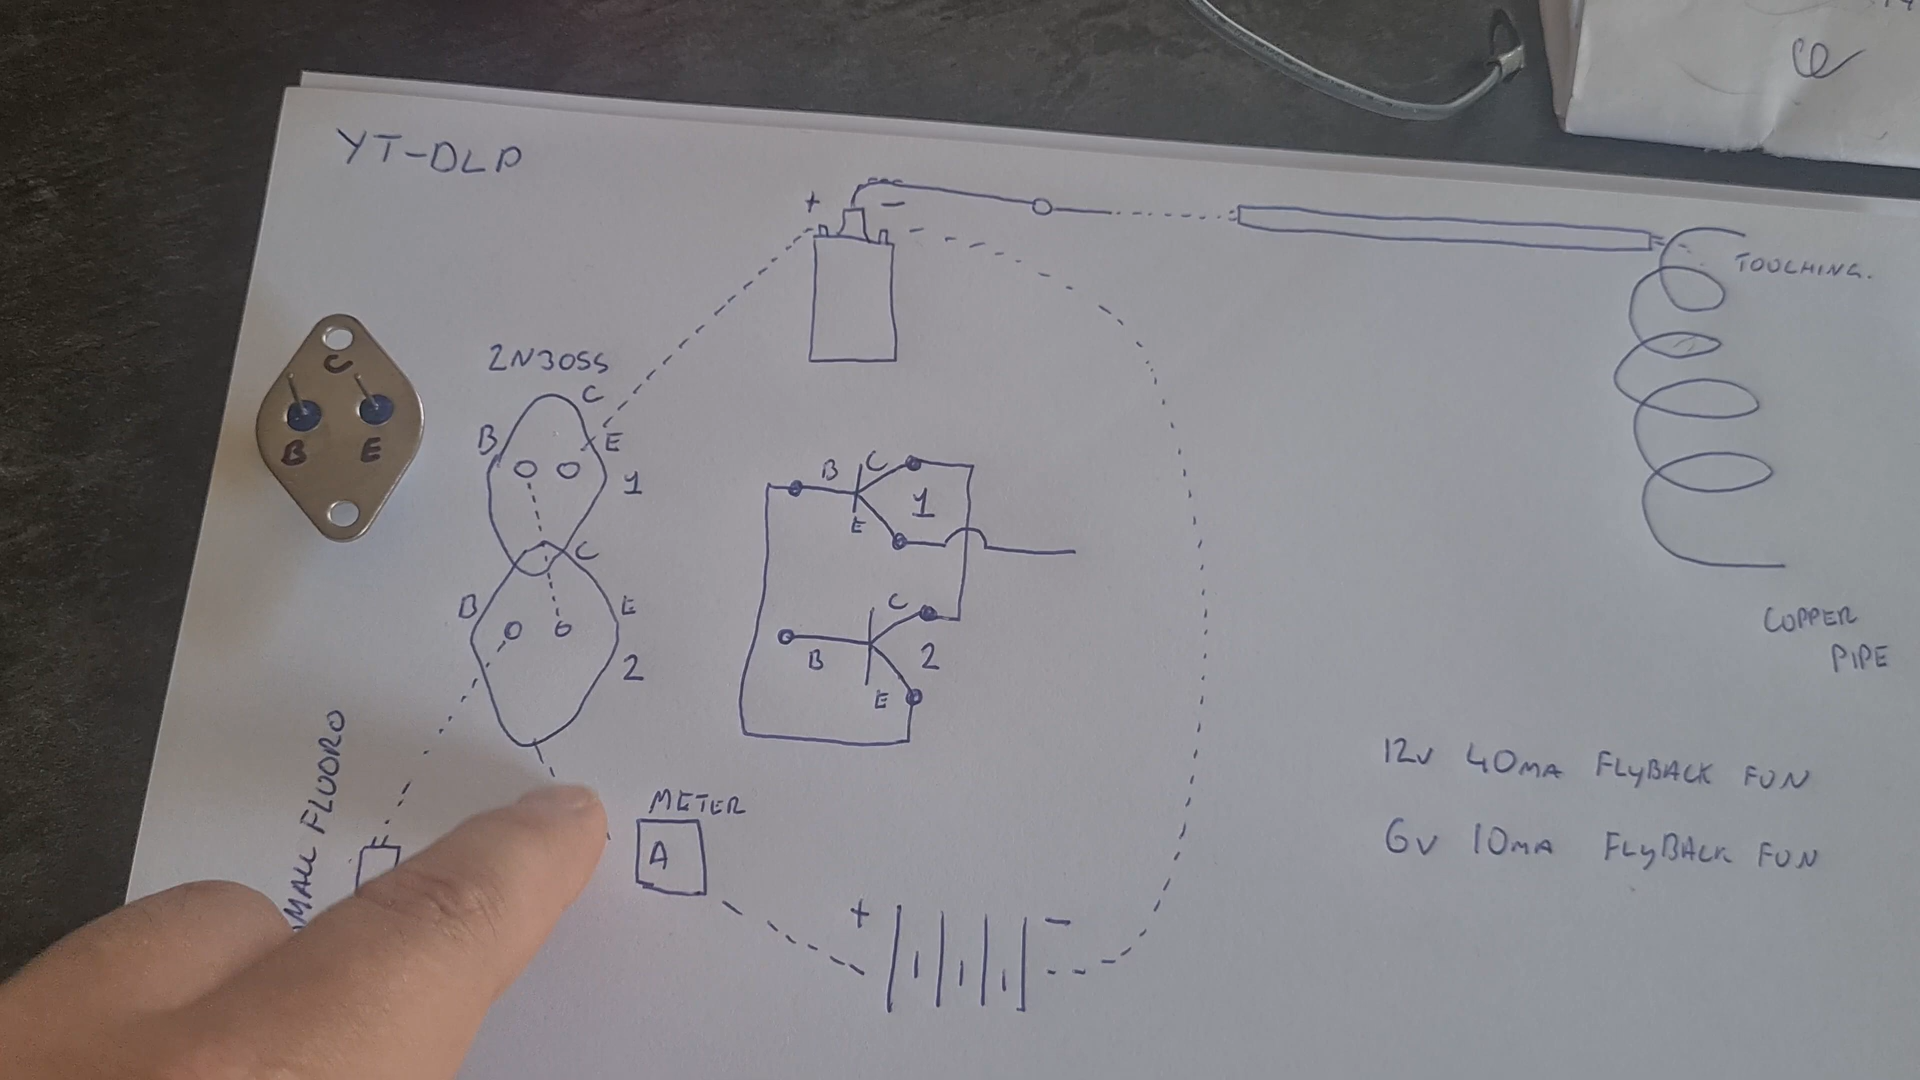 YT-DLP
+ -
TOUCHING.
2N3055
C
B E
1
C
B E
2
C
B E
B C
1
E
C
B 2
E
COPPER
PIPE
MALL FLUORO
METER
A
+ -
12V 40MA FLYBACK FUN
6V 10MA FLYBACK FUN